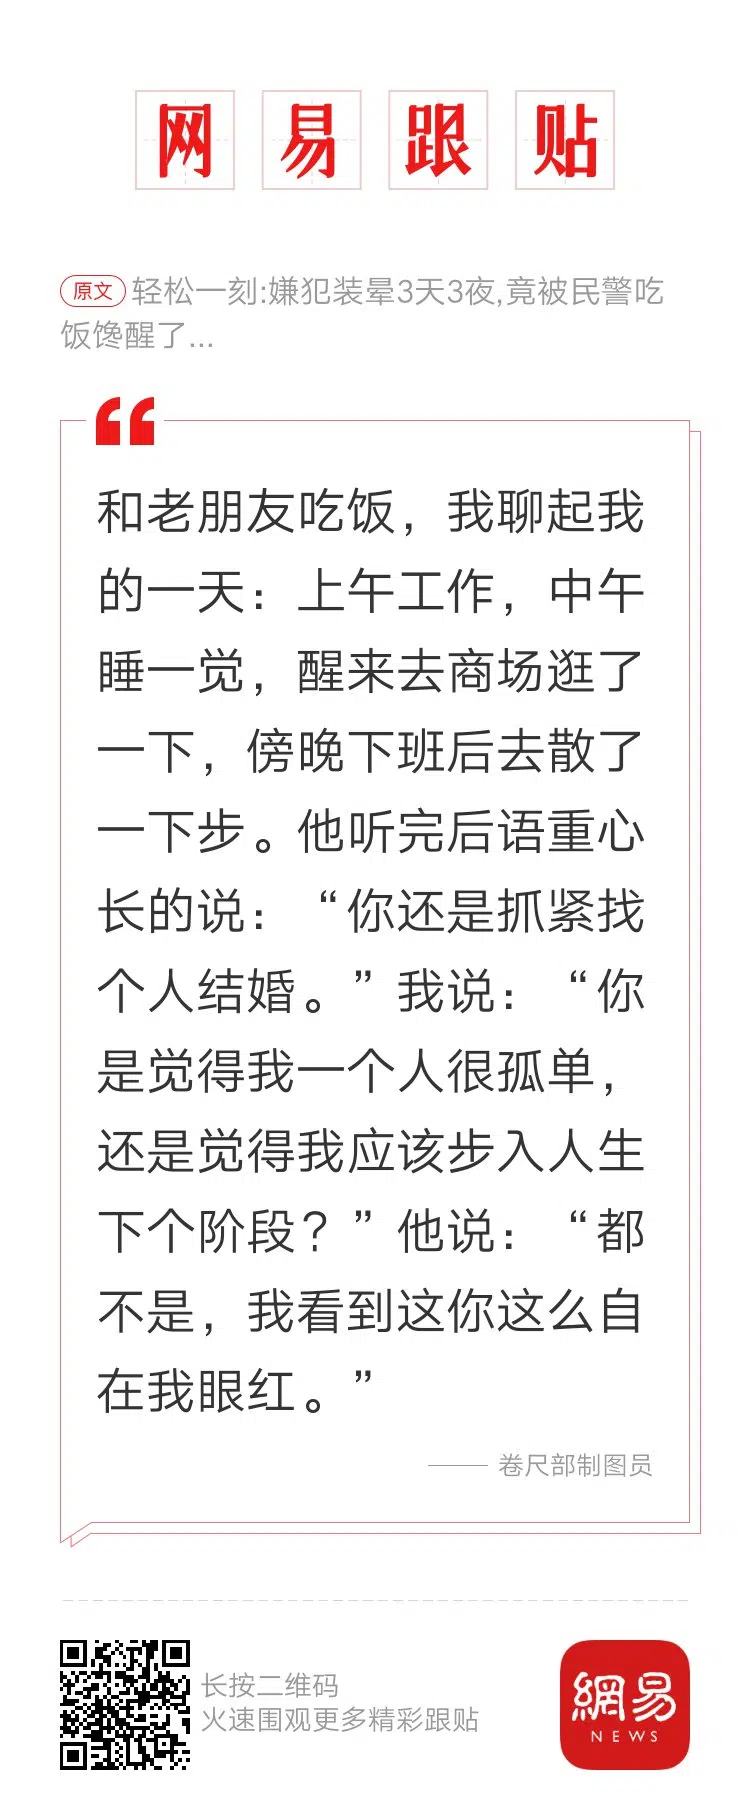 网易跟贴
原文 轻松一刻:嫌犯装晕3天3夜,竟被民警吃
饭馋醒了...
和老朋友吃饭，我聊起我
的一天：上午工作，中午
睡一觉，醒来去商场逛了
一下，傍晚下班后去散了
一下步。他听完后语重心
长的说：“你还是抓紧找
个人结婚。”我说：“你
是觉得我一个人很孤单，
还是觉得我应该步入人生
下个阶段？”他说：“都
不是，我看到这你这么自
在我眼红。”
—— 卷尺部制图员
长按二维码
火速围观更多精彩跟贴
網易
NEWS